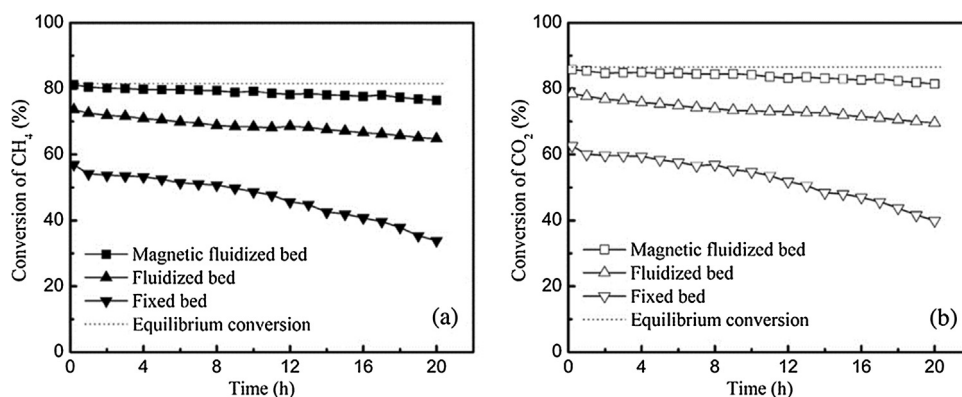 100
80
60
40
20
0
Conversion of CH4 (%)
Magnetic fluidized bed
Fluidized bed
Fixed bed
Equilibrium conversion
(a)
0 4 8 12 16 20
Time (h)
100
80
60
40
20
0
Conversion of CO2 (%)
Magnetic fluidized bed
Fluidized bed
Fixed bed
Equilibrium conversion
(b)
0 4 8 12 16 20
Time (h)